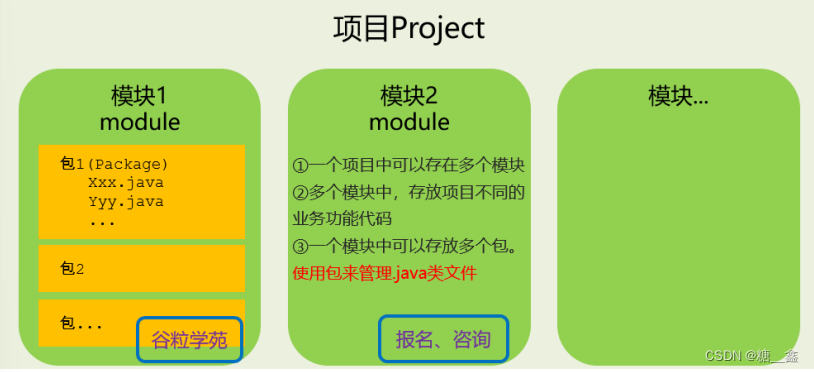 项目Project
模块1
module
包1(Package)
Xxx.java
Yyy.java
...
包2
包...
谷粒学苑
模块2
module
①一个项目中可以存在多个模块
②多个模块中，存放项目不同的
业务功能代码
③一个模块中可以存放多个包。
使用包来管理.java类文件
报名、咨询
模块...
CSDN @糖__鑫